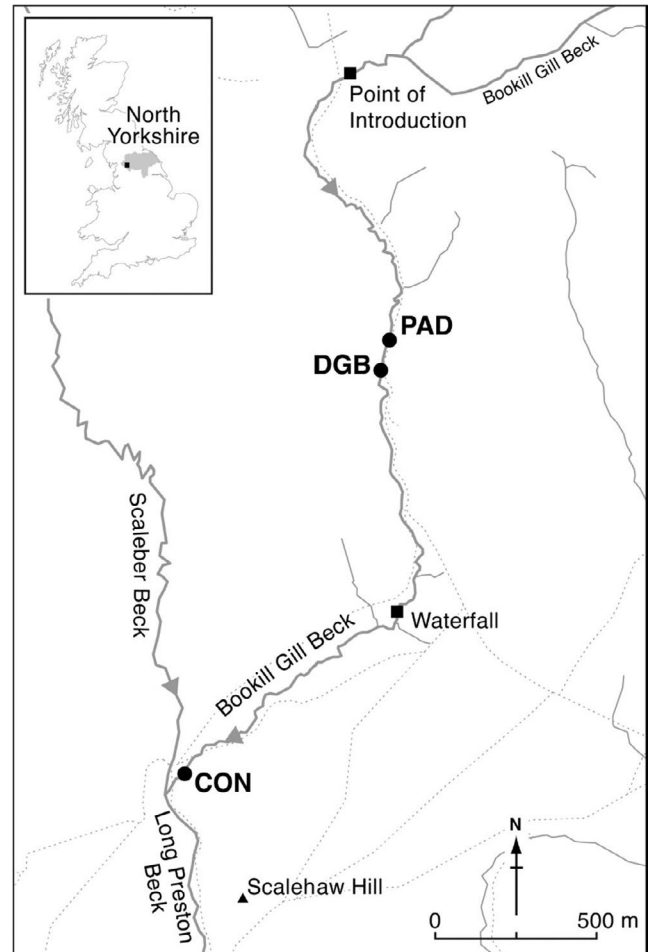 North
Yorkshire
Bookill Gill Beck
Point of
Introduction
PAD
DGB
Scaleber Beck
Waterfall
Bookill Gill Beck
CON
Long Preston
Beck
Scalehaw Hill
N
0 500 m